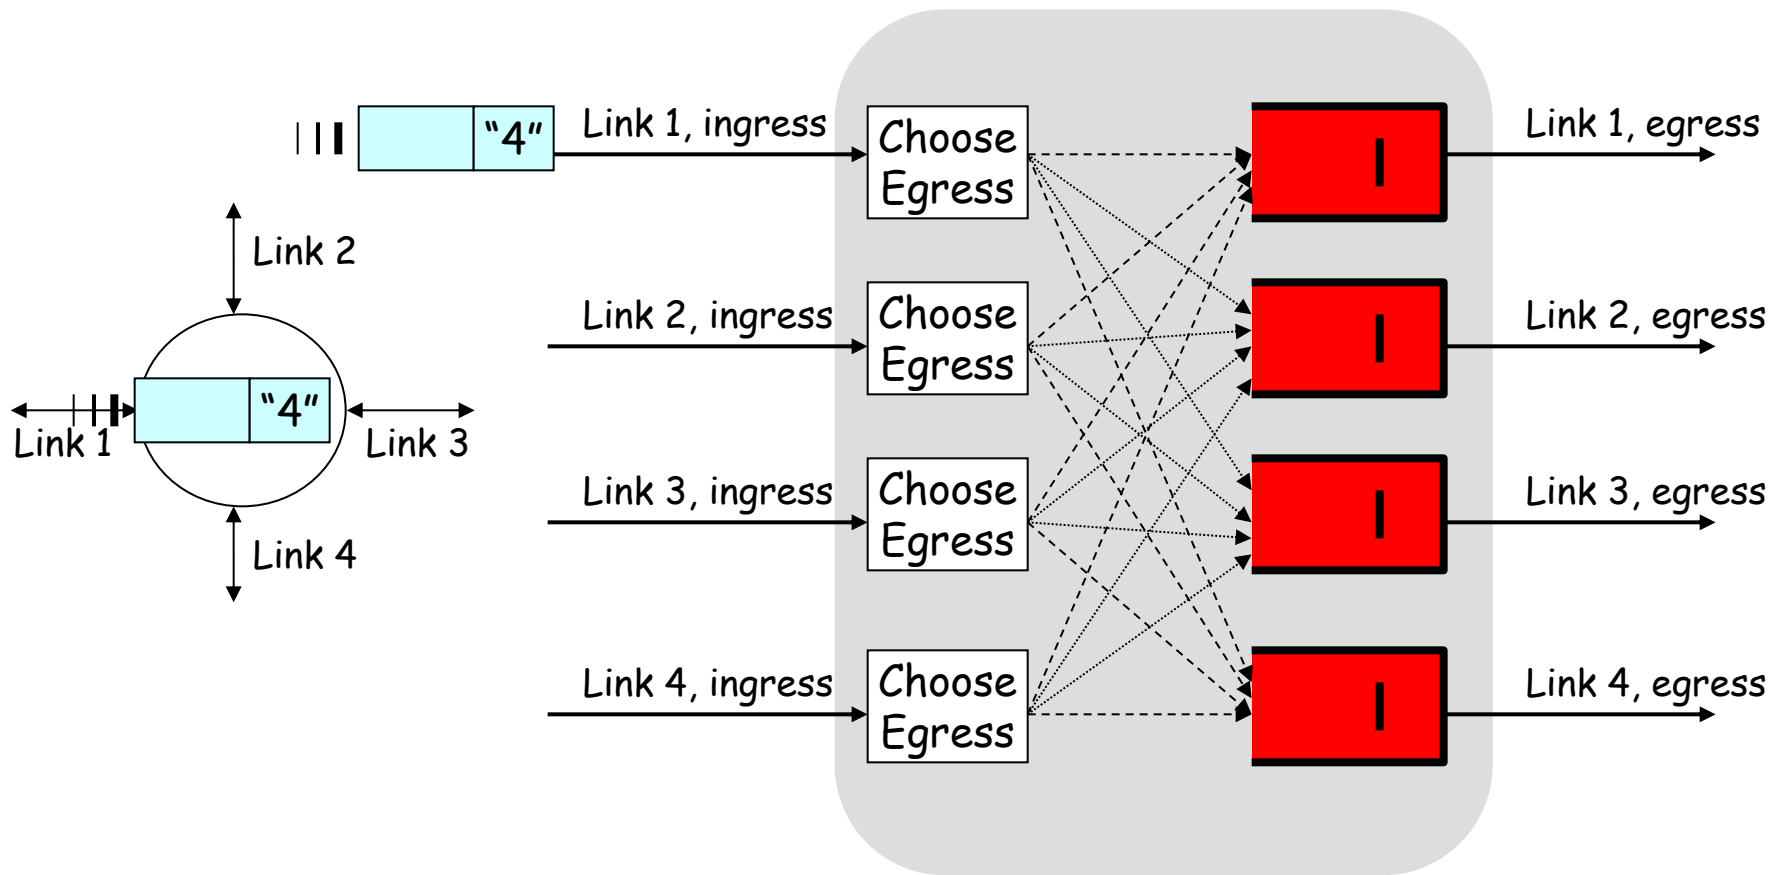 “4”
Link 1, ingress
Choose
Egress
Link 1, egress
Link 2
Link 2, ingress
Choose
Egress
Link 2, egress
“4”
Link 1
Link 3
Link 3, ingress
Choose
Egress
Link 3, egress
Link 4
Link 4, ingress
Choose
Egress
Link 4, egress